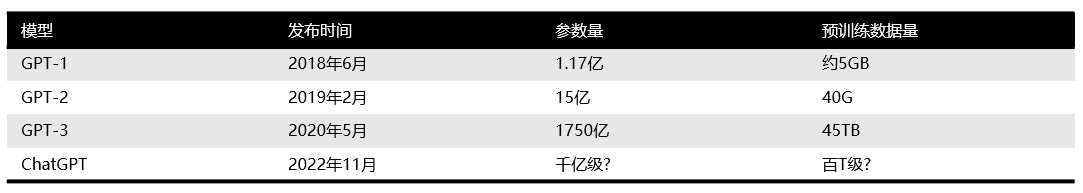 模型 发布时间 参数量 预训练数据量
GPT-1 2018年6月 1.17亿 约5GB
GPT-2 2019年2月 15亿 40G
GPT-3 2020年5月 1750亿 45TB
ChatGPT 2022年11月 千亿级? 百T级?